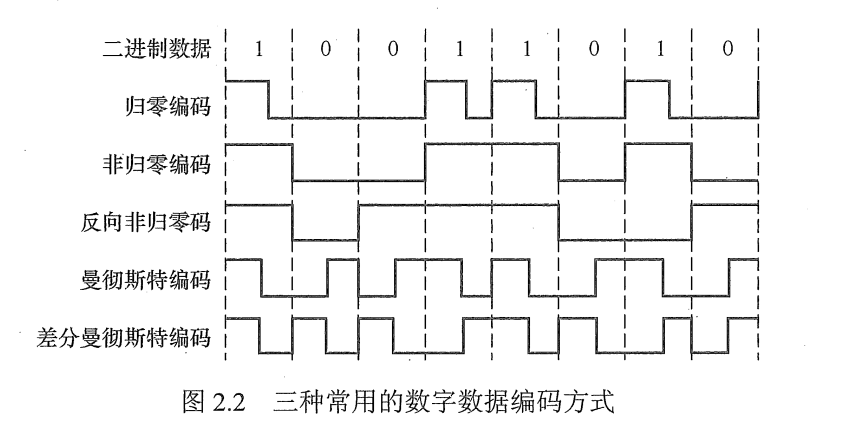 二进制数据 1 0 0 1 1 0 1 0
归零编码
非归零编码
反向非归零码
曼彻斯特编码
差分曼彻斯特编码
图 2.2 三种常用的数字数据编码方式